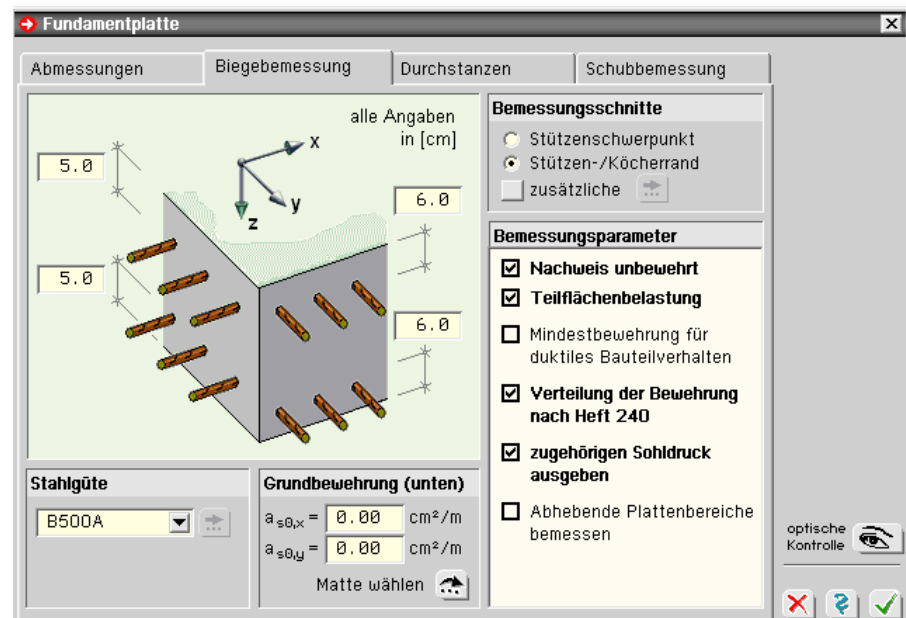 Fundamentplatte
Abmessungen
Biegebemessung
Durchstanzen
Schubbemessung
alle Angaben
in [cm]
x
y
z
5.0
5.0
6.0
6.0
Bemessungsschnitte
Stützenschwerpunkt
Stützen-/Köcherrand
zusätzliche
Bemessungsparameter
Nachweis unbewehrt
Teilflächenbelastung
Mindestbewehrung für
duktiles Bauteilverhalten
Verteilung der Bewehrung
nach Heft 240
zugehörigen Sohldruck
ausgeben
Abhebende Plattenbereiche
bemessen
Stahlgüte
B500A
Grundbewehrung (unten)
as0,x = 0.00 cm²/m
as0,y = 0.00 cm²/m
Matte wählen
optische
Kontrolle